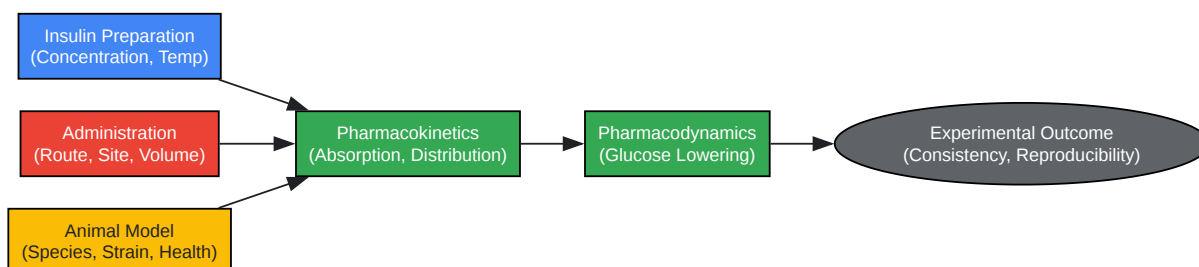 Insulin Preparation
(Concentration, Temp)
Administration
(Route, Site, Volume)
Animal Model
(Species, Strain, Health)
Pharmacokinetics
(Absorption, Distribution)
Pharmacodynamics
(Glucose Lowering)
Experimental Outcome
(Consistency, Reproducibility)